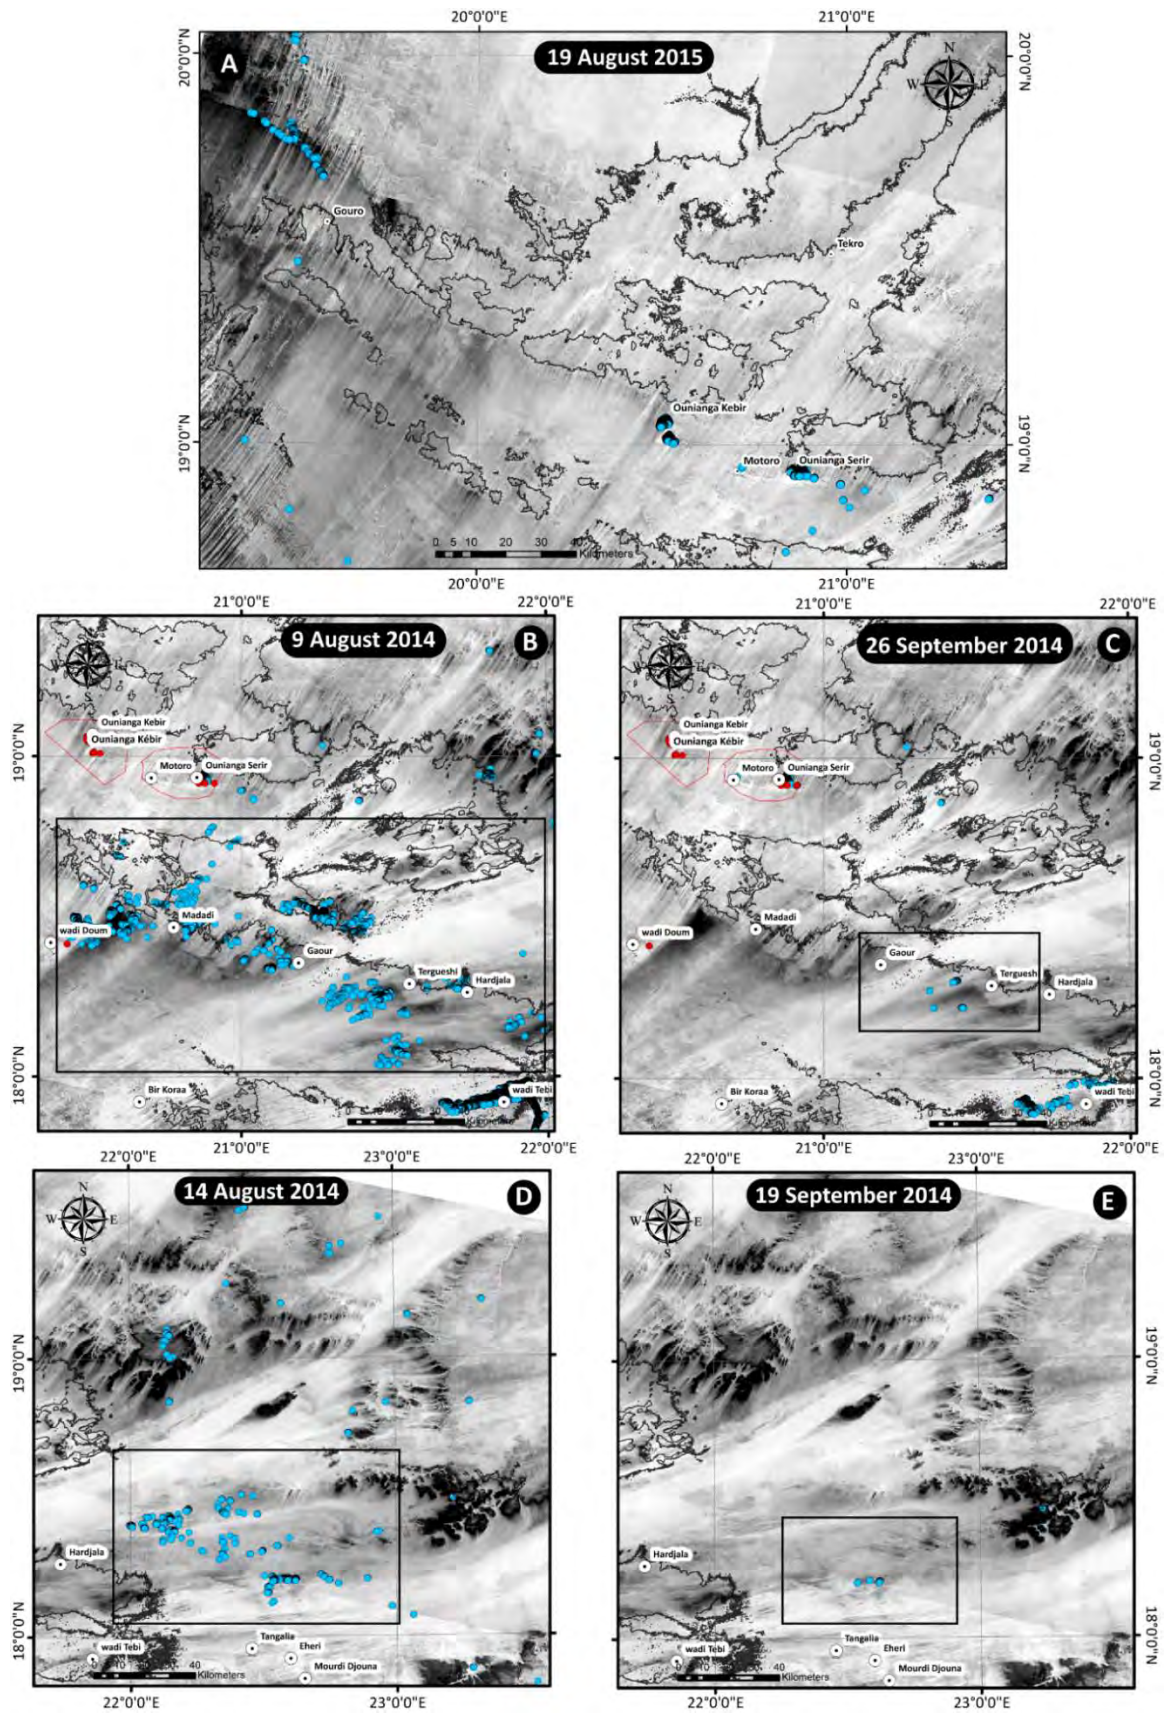 20°0'0"E 21°0'0"E
A
19 August 2015
N
W E
S
20°0'0"N
20°0'0"N
Gouro
Tekro
Ounianga Kebir
19°0'0"N
19°0'0"N
Motoro
Ounianga Serir
0 5 10 20 30 40
Kilometers
20°0'0"E 21°0'0"E
21°0'0"E 22°0'0"E
9 August 2014
B
W
S
Ounianga Kebir
Ounianga Kébir
19°0'0"N
Motoro
Ounianga Serir
Madadi
wadi Doum
Gaour
Tergueshi
Hardjala
18°0'0"N
Bir Koraa
wadi Tebi
Kilometers
21°0'0"E 22°0'0"E
21°0'0"E 22°0'0"E
26 September 2014
C
W
S
Ounianga Kebir
Ounianga Kébir
19°0'0"N
Motoro
Ounianga Serir
Madadi
wadi Doum
Gaour
Terguesh
Hardjala
18°0'0"N
Bir Koraa
wadi Tebi
Kilometers
21°0'0"E 22°0'0"E
22°0'0"E 23°0'0"E
14 August 2014
D
N
W E
S
19°0'0"N
Hardjala
18°0'0"N
Tangalia
wadi Tebi
Eheri
Mourdi Djouna
0 10 20 40
Kilometers
22°0'0"E 23°0'0"E
22°0'0"E 23°0'0"E
19 September 2014
E
N
W E
S
19°0'0"N
Hardjala
18°0'0"N
Tangalia
wadi Tebi
Eheri
Mourdi Djouna
0 10 20 40
Kilometers
22°0'0"E 23°0'0"E